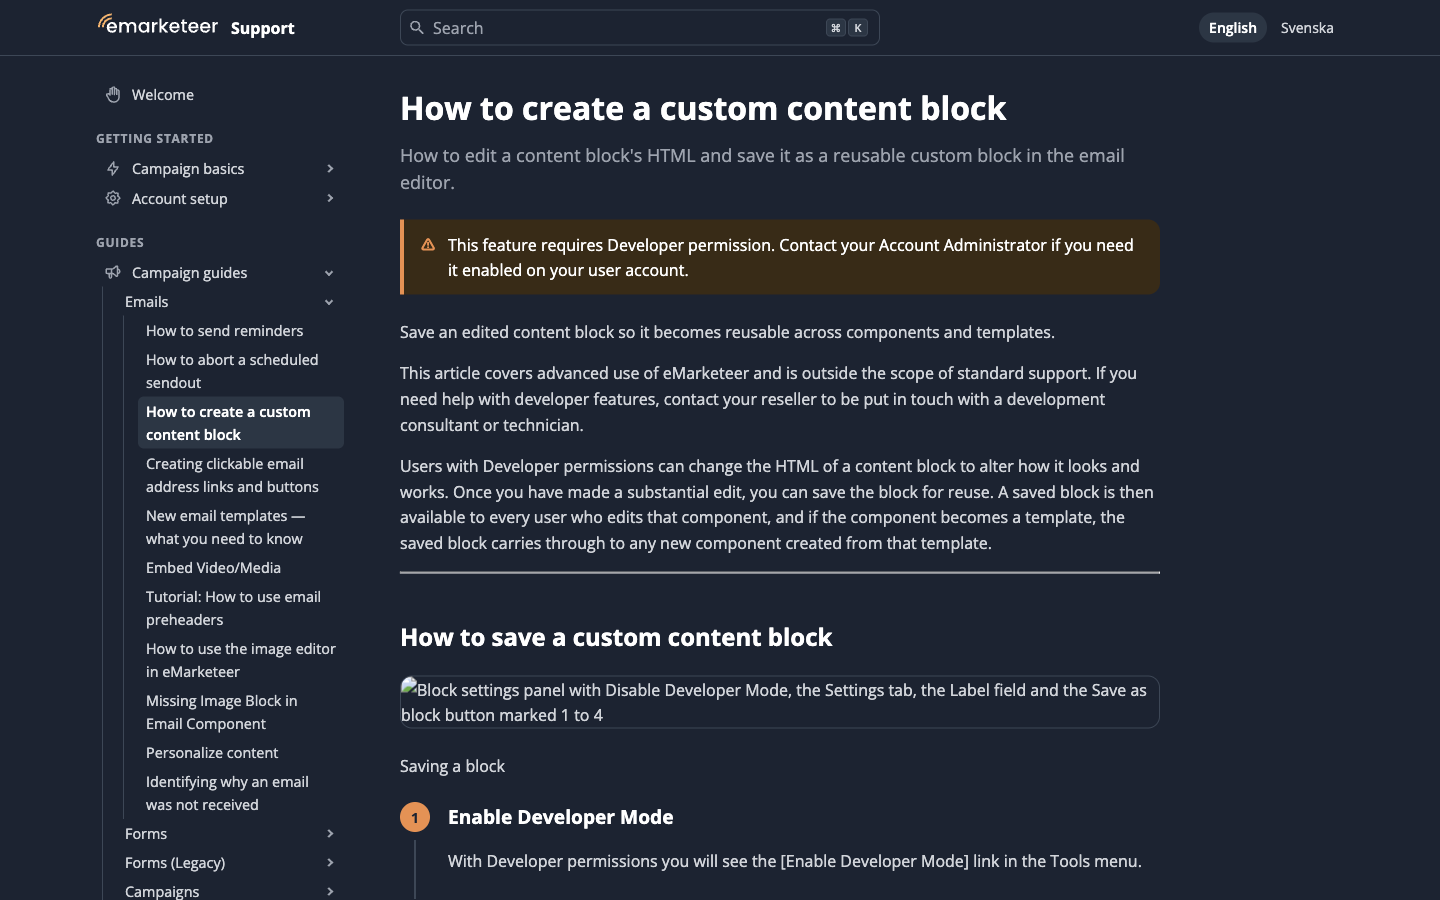 emarketeer Support
Search
⌘ K
English
Svenska
Welcome
GETTING STARTED
Campaign basics
Account setup
GUIDES
Campaign guides
Emails
How to send reminders
How to abort a scheduled
sendout
How to create a custom
content block
Creating clickable email
address links and buttons
New email templates —
what you need to know
Embed Video/Media
Tutorial: How to use email
preheaders
How to use the image editor
in eMarketeer
Missing Image Block in
Email Component
Personalize content
Identifying why an email
was not received
Forms
Forms (Legacy)
Campaigns
How to create a custom content block
How to edit a content block's HTML and save it as a reusable custom block in the email
editor.
This feature requires Developer permission. Contact your Account Administrator if you need
it enabled on your user account.
Save an edited content block so it becomes reusable across components and templates.
This article covers advanced use of eMarketeer and is outside the scope of standard support. If you
need help with developer features, contact your reseller to be put in touch with a development
consultant or technician.
Users with Developer permissions can change the HTML of a content block to alter how it looks and
works. Once you have made a substantial edit, you can save the block for reuse. A saved block is then
available to every user who edits that component, and if the component becomes a template, the
saved block carries through to any new component created from that template.
How to save a custom content block
Block settings panel with Disable Developer Mode, the Settings tab, the Label field and the Save as
block button marked 1 to 4
Saving a block
1 Enable Developer Mode
With Developer permissions you will see the [Enable Developer Mode] link in the Tools menu.